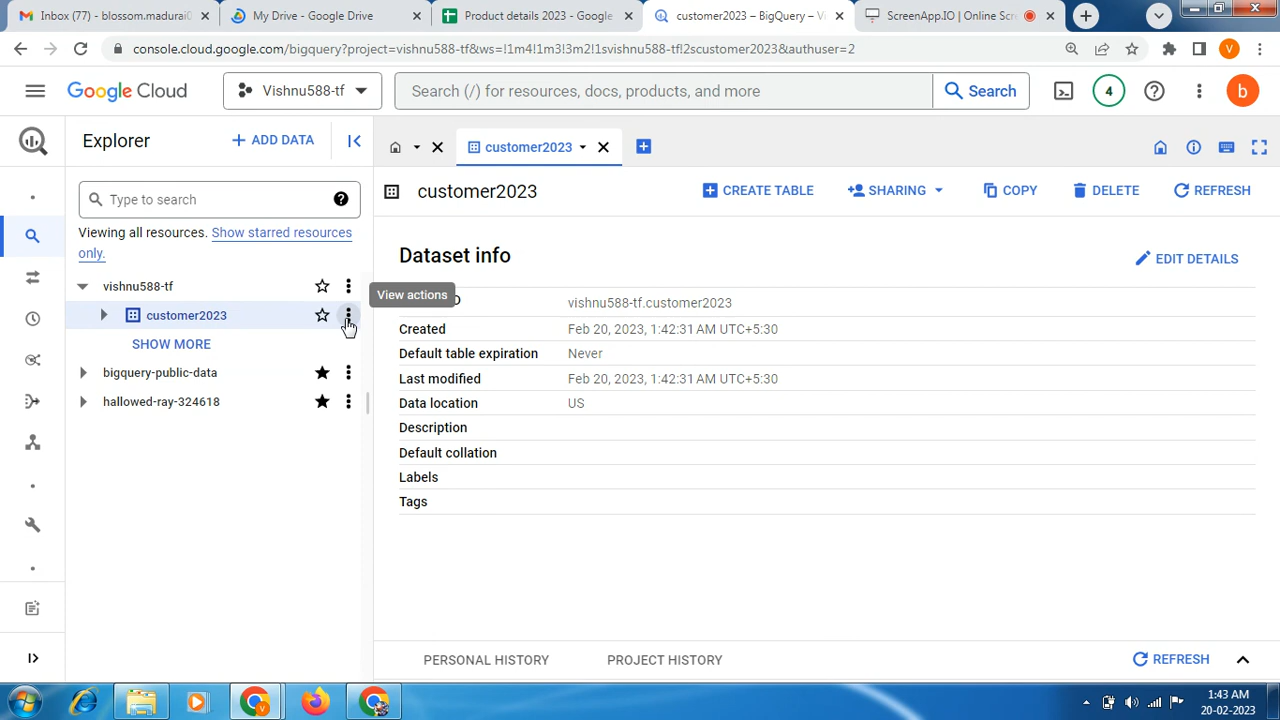 Inbox (77) - blossom.madurai@
My Drive - Google Drive
Product details 2023 - Google
customer2023 – BigQuery – Vi
ScreenApp.IO | Online Scre
console.cloud.google.com/bigquery?project=vishnu588-tf&ws=!1m4!1m3!3m2!1svishnu588-tf!2scustomer2023&authuser=2
V
Google Cloud
Vishnu588-tf
Search (/) for resources, docs, products, and more
Search
4
b
Explorer
ADD DATA
customer2023
Type to search
customer2023
CREATE TABLE
SHARING
COPY
DELETE
REFRESH
Viewing all resources. Show starred resources
only.
Dataset info
EDIT DETAILS
vishnu588-tf
View actions
D
vishnu588-tf.customer2023
customer2023
Created
Feb 20, 2023, 1:42:31 AM UTC+5:30
SHOW MORE
Default table expiration
Never
bigquery-public-data
Last modified
Feb 20, 2023, 1:42:31 AM UTC+5:30
hallowed-ray-324618
Data location
US
Description
Default collation
Labels
Tags
PERSONAL HISTORY
PROJECT HISTORY
REFRESH
1:43 AM
20-02-2023